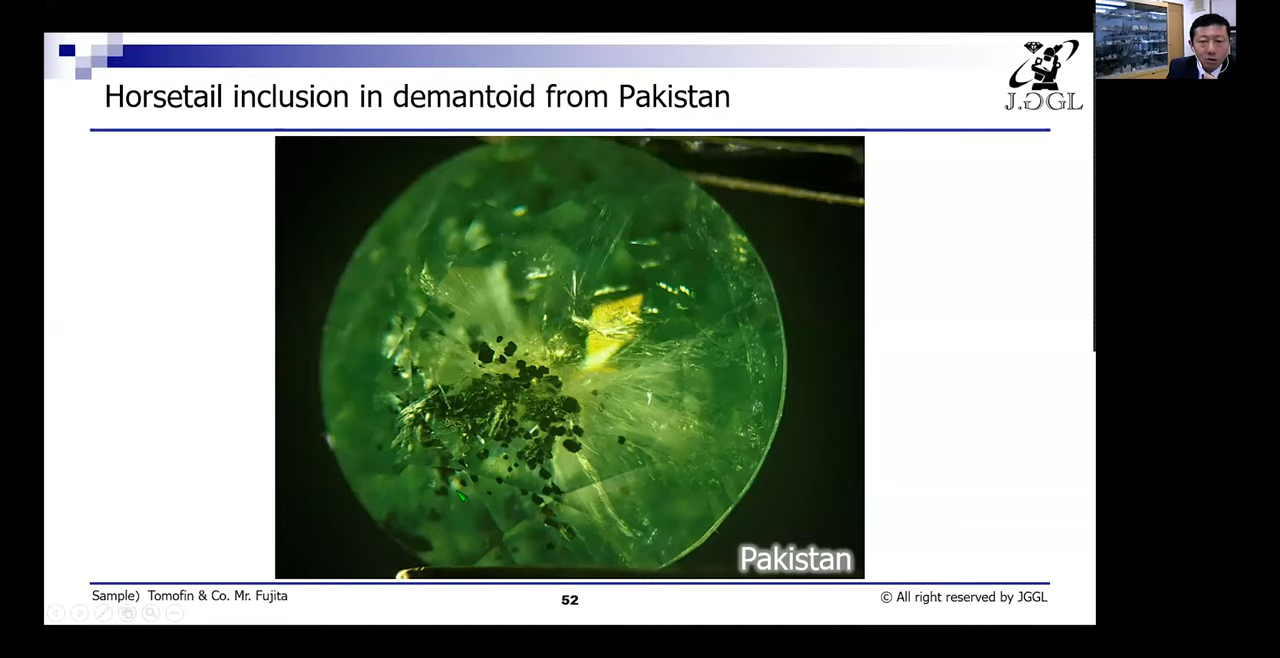 Horsetail inclusion in demantoid from Pakistan
J.GGL
Pakistan
Sample) Tomofin & Co. Mr. Fujita
52
© All right reserved by JGGL